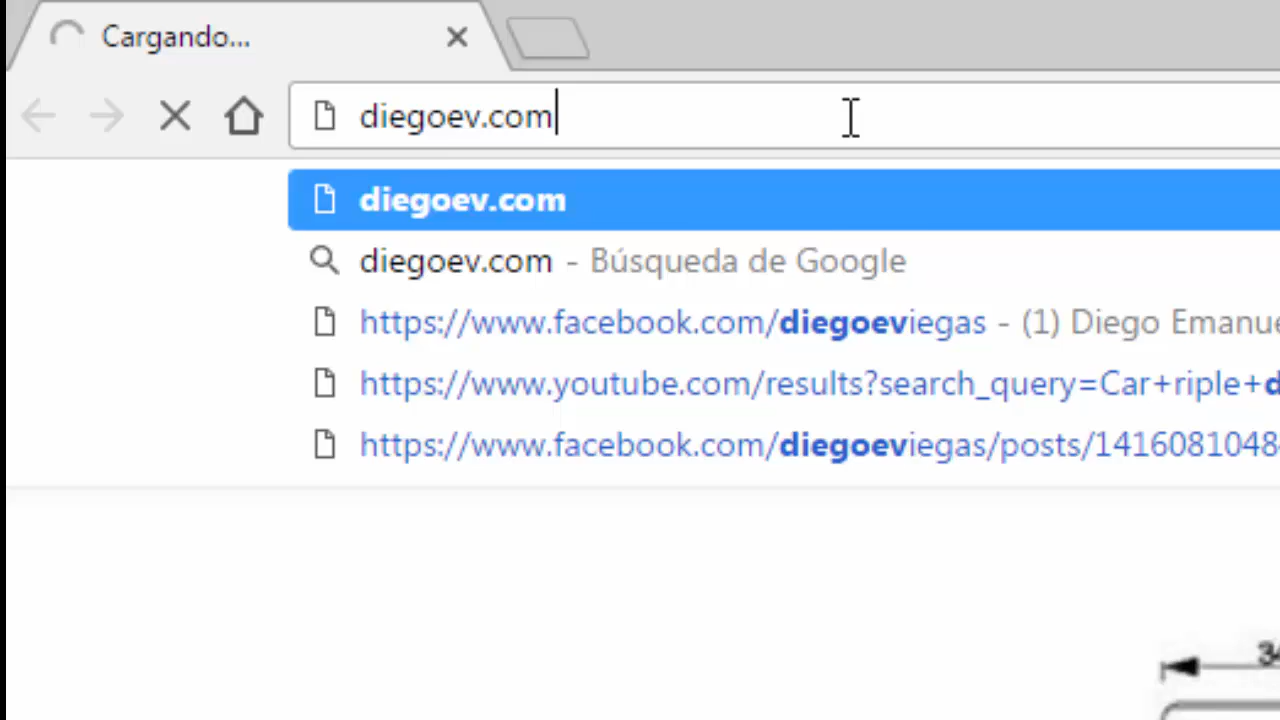 Cargando...
diegoev.com
diegoev.com
diegoev.com - Búsqueda de Google
https://www.facebook.com/diegoeviegas - (1) Diego Emanue
https://www.youtube.com/results?search_query=Car+riple+d
https://www.facebook.com/diegoeviegas/posts/1416081048
34